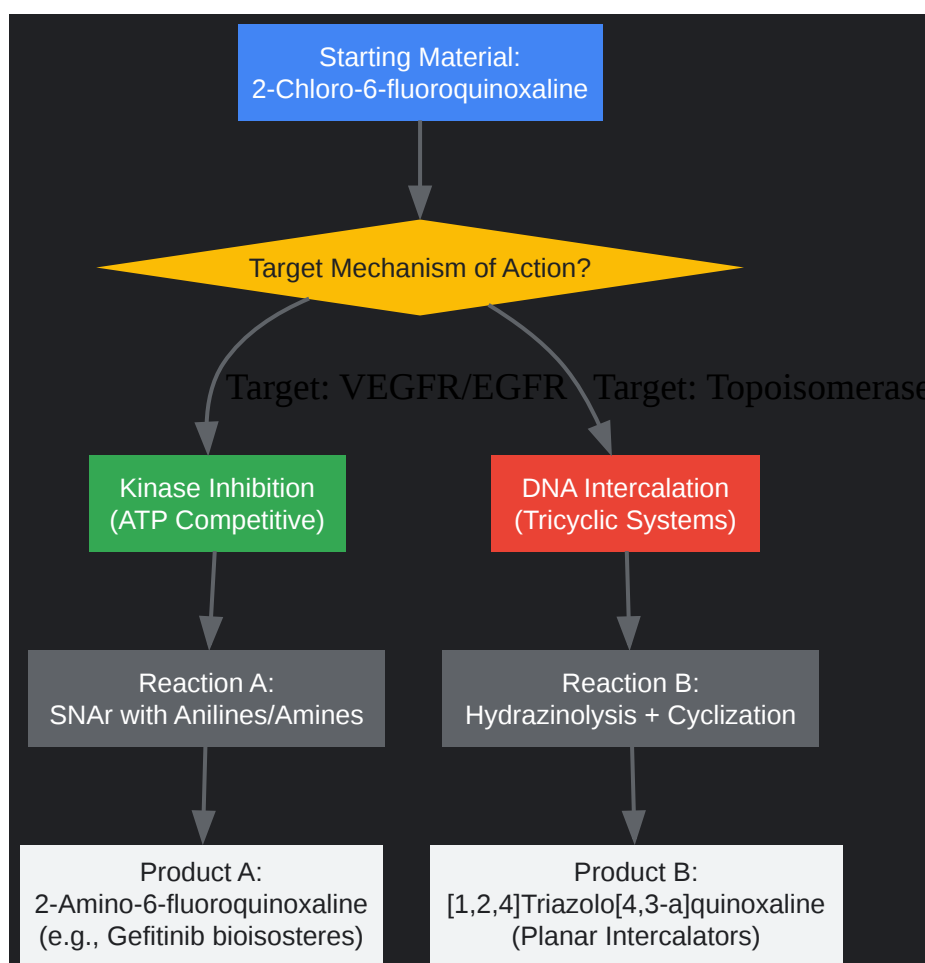 Starting Material:
2-Chloro-6-fluoroquinoxaline
Target Mechanism of Action?
Target: VEGFR/EGFR
Target: Topoisomerase
Kinase Inhibition
(ATP Competitive)
DNA Intercalation
(Tricyclic Systems)
Reaction A:
SNAr with Anilines/Amines
Reaction B:
Hydrazinolysis + Cyclization
Product A:
2-Amino-6-fluoroquinoxaline
(e.g., Gefitinib bioisosteres)
Product B:
[1,2,4]Triazolo[4,3-a]quinoxaline
(Planar Intercalators)